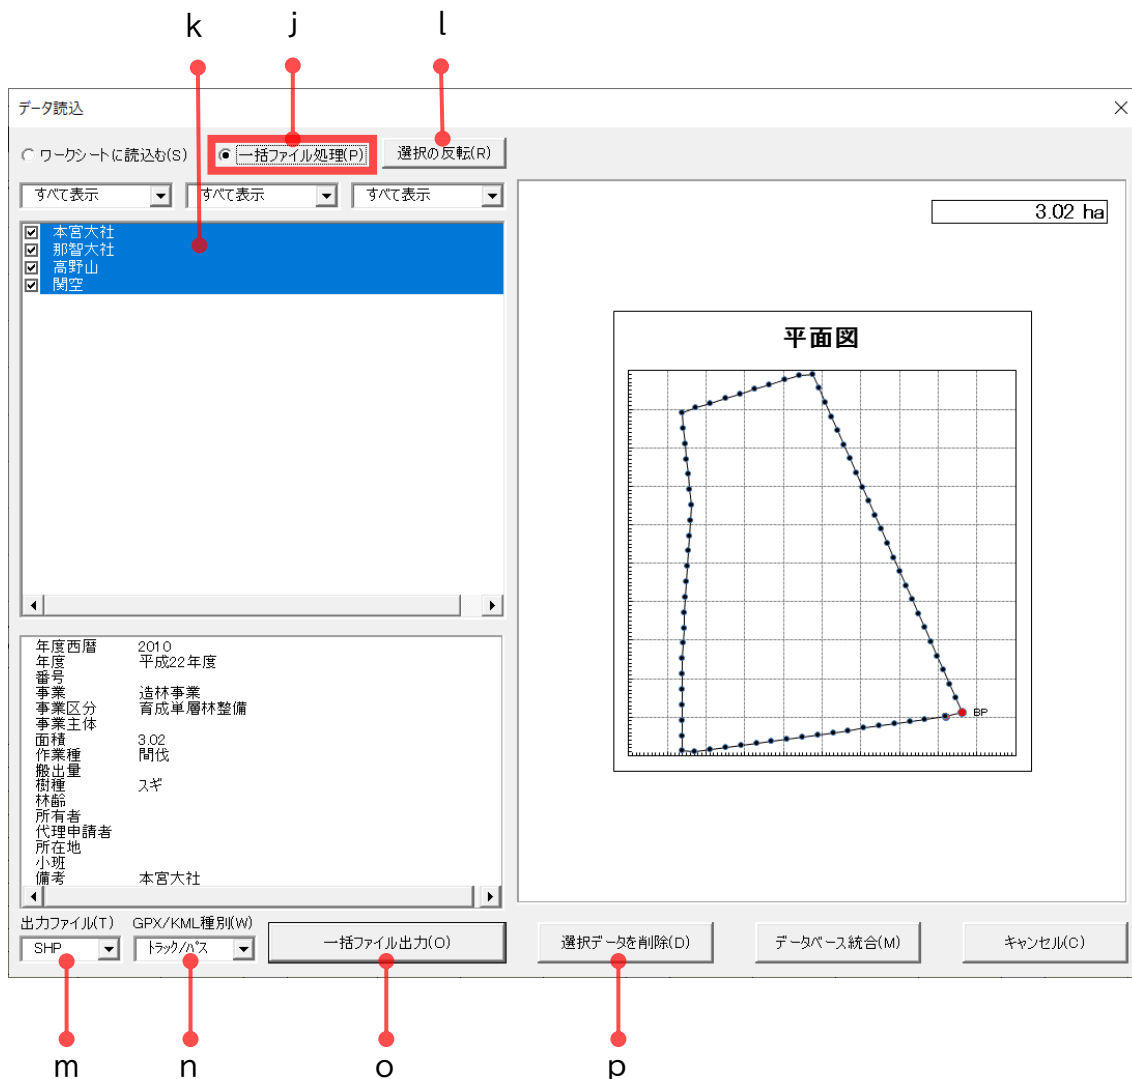 k j l
データ読込
ワークシートに読込む(S) 一括ファイル処理(P) 選択の反転(R)
すべて表示 すべて表示 すべて表示
本宮大社
那智大社
高野山
関空
3.02 ha
平面図
BP
年度西暦 2010
年度 平成22年度
番号
事業 造林事業
事業区分 育成単層林整備
事業主体
面積 3.02
作業種 間伐
搬出量
樹種 スギ
林齢
所有者
代理申請者
所在地
小班
備考 本宮大社
出力ファイル(T) GPX/KML種別(W)
SHP トラック/パス 一括ファイル出力(O) 選択データを削除(D) データベース統合(M) キャンセル(C)
m n o p